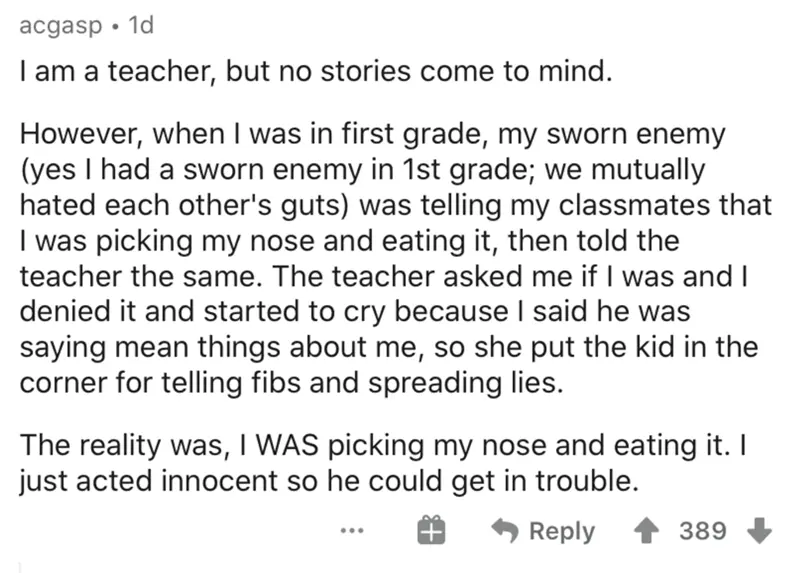 acgasp • 1d
I am a teacher, but no stories come to mind.
However, when I was in first grade, my sworn enemy
(yes I had a sworn enemy in 1st grade; we mutually
hated each other's guts) was telling my classmates that
I was picking my nose and eating it, then told the
teacher the same. The teacher asked me if I was and I
denied it and started to cry because I said he was
saying mean things about me, so she put the kid in the
corner for telling fibs and spreading lies.
The reality was, I WAS picking my nose and eating it. I
just acted innocent so he could get in trouble.
... Reply 389